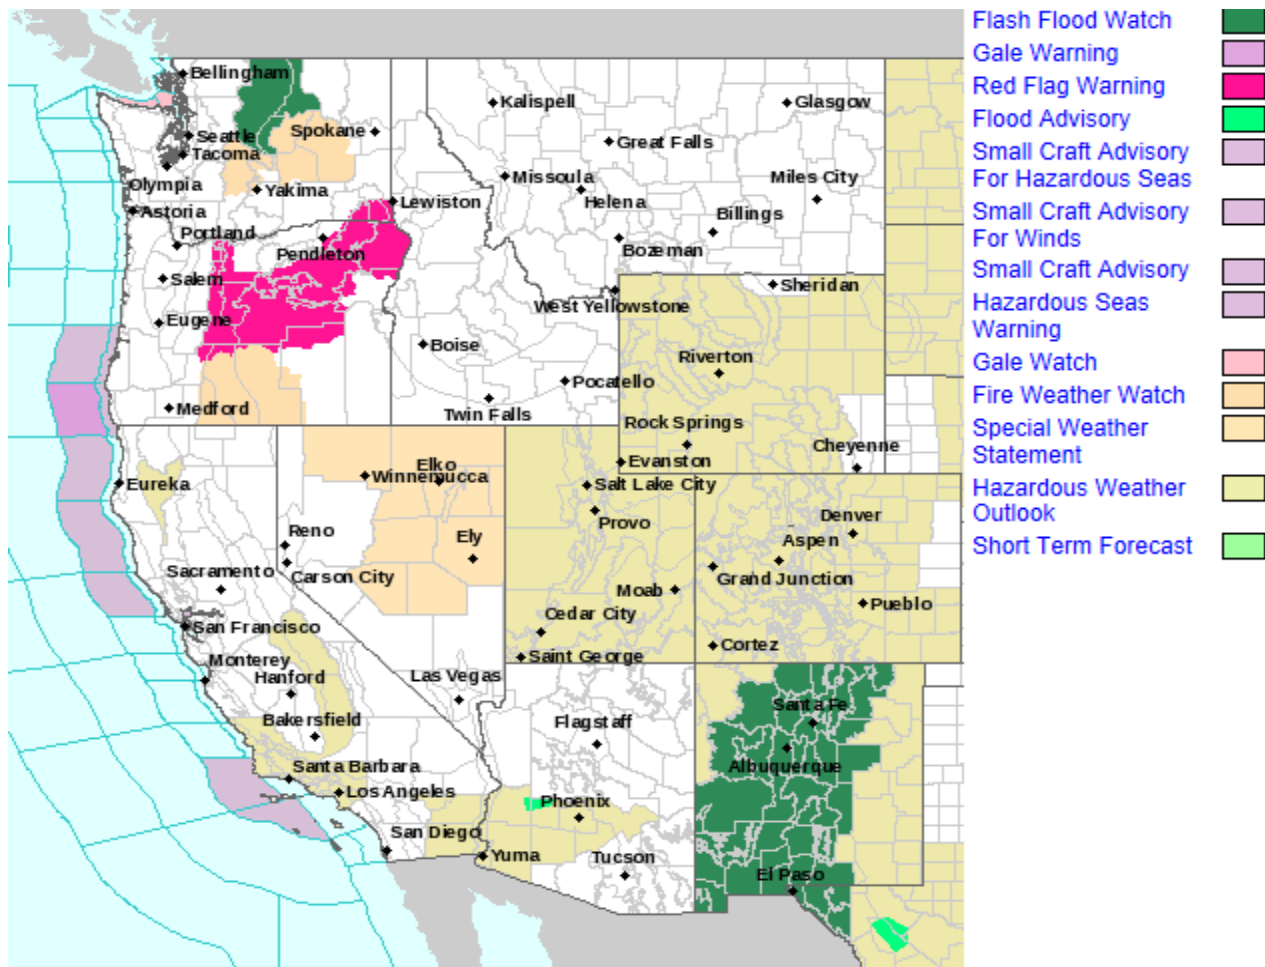 Flash Flood Watch
Gale Warning
Red Flag Warning
Flood Advisory
Small Craft Advisory
For Hazardous Seas
Small Craft Advisory
For Winds
Small Craft Advisory
Hazardous Seas
Warning
Gale Watch
Fire Weather Watch
Special Weather
Statement
Hazardous Weather
Outlook
Short Term Forecast
Bellingham
Kalispell
Glasgow
Seattle
Spokane
Great Falls
Tacoma
Olympia
Yakima
Missoula
Helena
Miles City
Astoria
Lewiston
Billings
Portland
Pendleton
Bozeman
Salem
West Yellowstone
Sheridan
Eugene
Boise
Riverton
Pocatello
Medford
Twin Falls
Rock Springs
Cheyenne
Evanston
Eureka
Elko
Winnemucca
Salt Lake City
Provo
Denver
Reno
Ely
Aspen
Sacramento
Carson City
Grand Junction
Moab
Pueblo
San Francisco
Cedar City
Cortez
Saint George
Monterey
Hanford
Las Vegas
Bakersfield
Flagstaff
Santa Fe
Santa Barbara
Albuquerque
Los Angeles
Phoenix
San Diego
Yuma
Tucson
El Paso